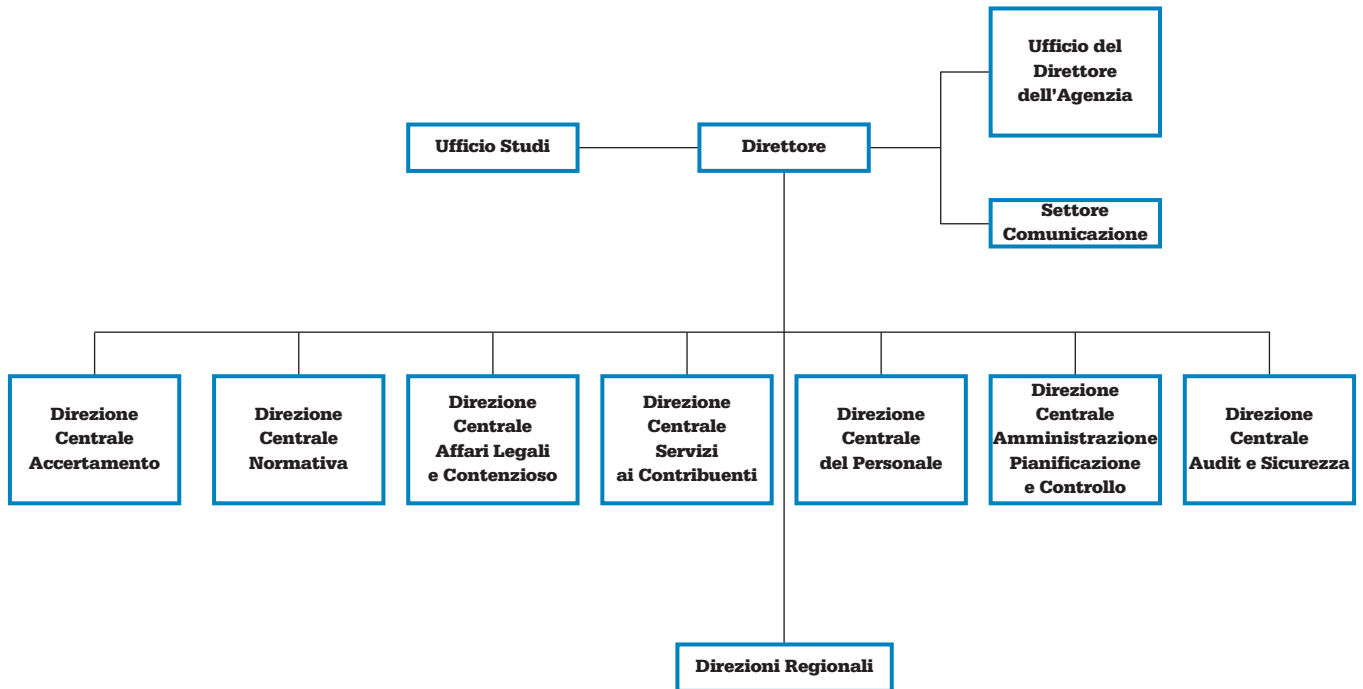 Ufficio del
Direttore
dell'Agenzia
Ufficio Studi
Direttore
Settore
Comunicazione
Direzione
Centrale
Accertamento
Direzione
Centrale
Normativa
Direzione
Centrale
Affari Legali
e Contenzioso
Direzione
Centrale
Servizi
ai Contribuenti
Direzione
Centrale
del Personale
Direzione
Centrale
Amministrazione
Pianificazione
e Controllo
Direzione
Centrale
Audit e Sicurezza
Direzioni Regionali